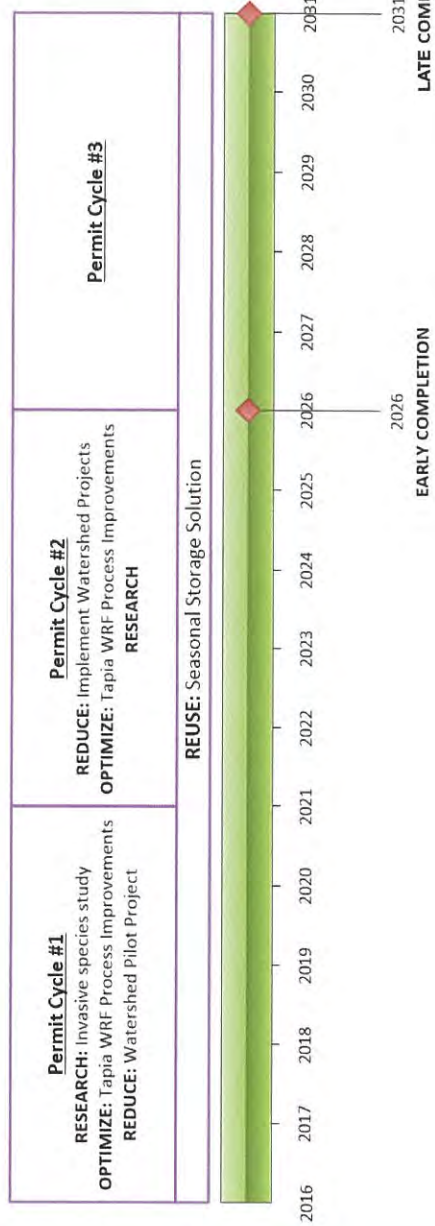 Permit Cycle #1
RESEARCH: Invasive species study
OPTIMIZE: Tapia WRF Process Improvements
REDUCE: Watershed Pilot Project
Permit Cycle #2
REDUCE: Implement Watershed Projects
OPTIMIZE: Tapia WRF Process Improvements
RESEARCH
Permit Cycle #3
REUSE: Seasonal Storage Solution
2016
2017
2018
2019
2020
2021
2022
2023
2024
2025
2026
2027
2028
2029
2030
2031
2026
EARLY COMPLETION
2031
LATE